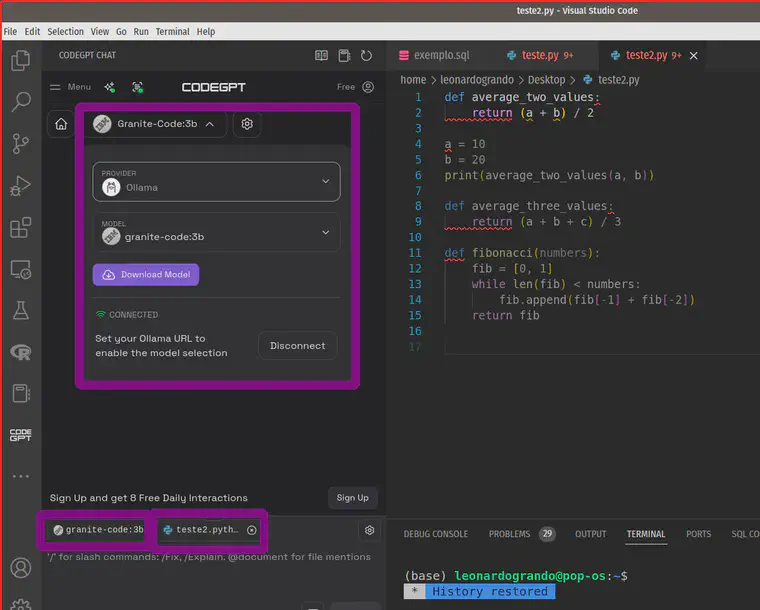 teste2.py - Visual Studio Code
File Edit Selection View Go Run Terminal Help
CODEGPT CHAT
Menu
CODEGPT
Free
Granite-Code:3b
PROVIDER
Ollama
MODEL
granite-code:3b
Download Model
CONNECTED
Set your Ollama URL to
enable the model selection
Disconnect
CODE
GPT
Sign Up and get 8 Free Daily Interactions
Sign Up
granite-code:3b
teste2.pyth…
'/' for slash commands: /Fix, /Explain. @document for file mentions
exemplo.sql
teste.py 9+
teste2.py 9+
home > leonardogrando > Desktop > teste2.py
1 def average_two_values:
2 return (a + b) / 2
3
4 a = 10
5 b = 20
6 print(average_two_values(a, b))
7
8 def average_three_values:
9 return (a + b + c) / 3
10
11 def fibonacci(numbers):
12 fib = [0, 1]
13 while len(fib) < numbers:
14 fib.append(fib[-1] + fib[-2])
15 return fib
16
17
DEBUG CONSOLE PROBLEMS 29 OUTPUT TERMINAL PORTS SQL CO
(base) leonardogrando@pop-os:~$
* History restored